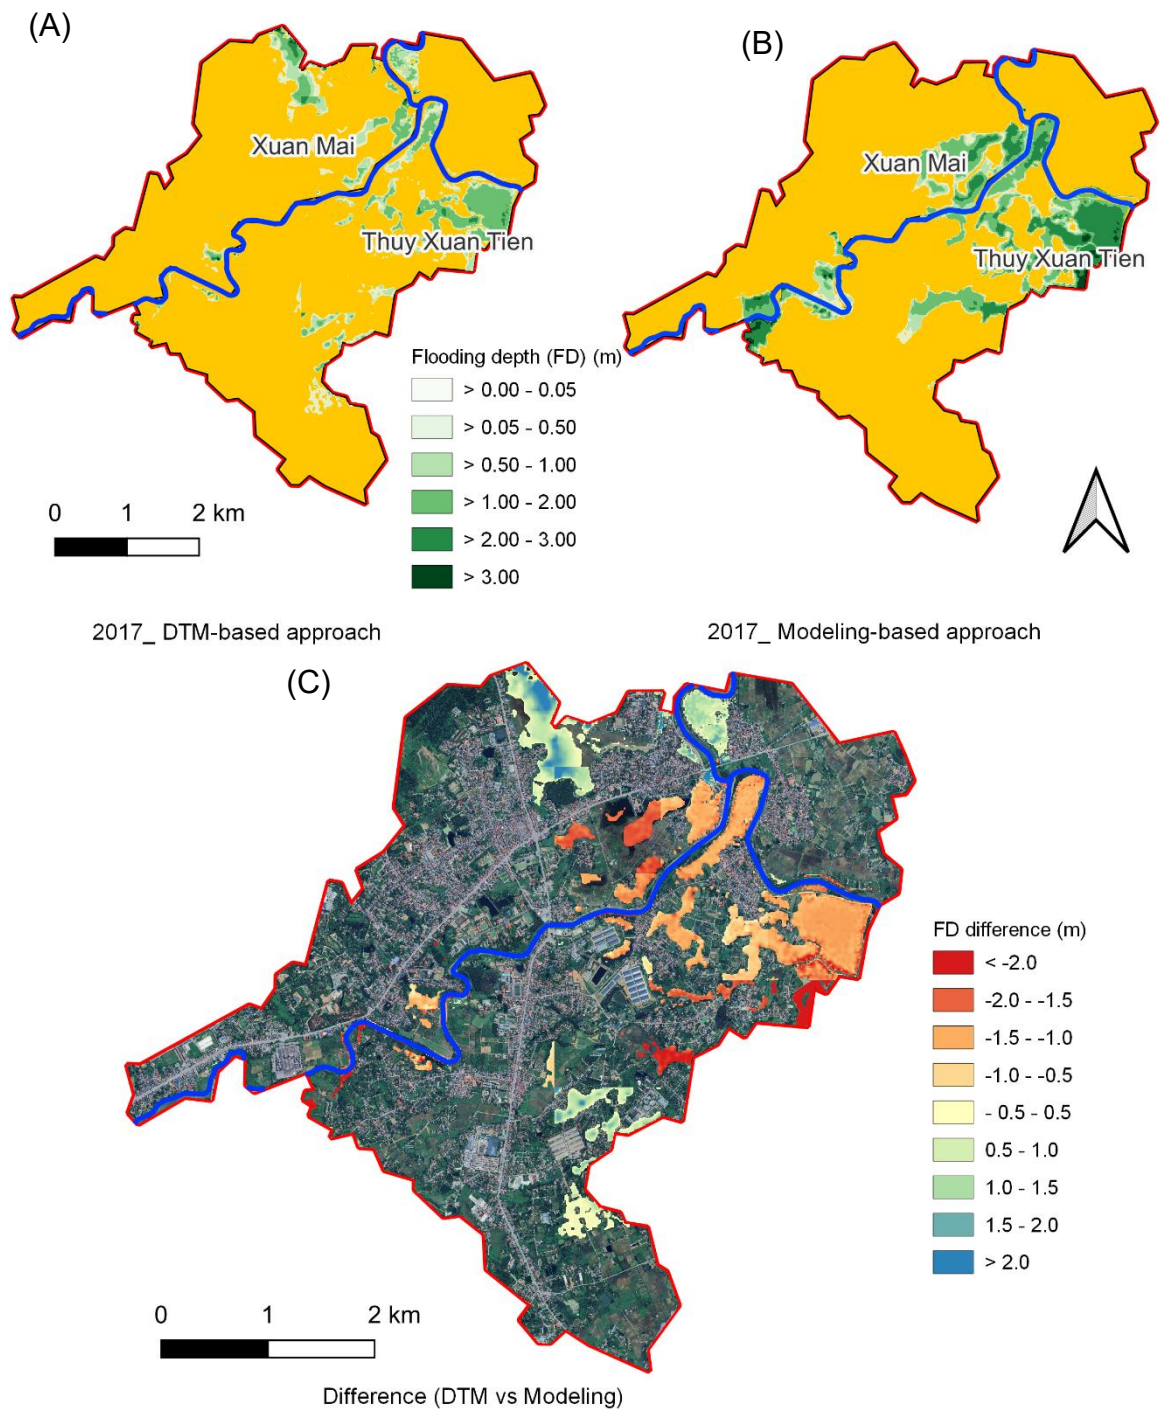 (A)
(B)
Xuan Mai
Thuy Xuan Tien
Xuan Mai
Thuy Xuan Tien
Flooding depth (FD) (m)
> 0.00 - 0.05
> 0.05 - 0.50
> 0.50 - 1.00
> 1.00 - 2.00
> 2.00 - 3.00
> 3.00
0 1 2 km
2017_ DTM-based approach
2017_ Modeling-based approach
(C)
FD difference (m)
< -2.0
-2.0 - -1.5
-1.5 - -1.0
-1.0 - -0.5
- 0.5 - 0.5
0.5 - 1.0
1.0 - 1.5
1.5 - 2.0
> 2.0
0 1 2 km
Difference (DTM vs Modeling)